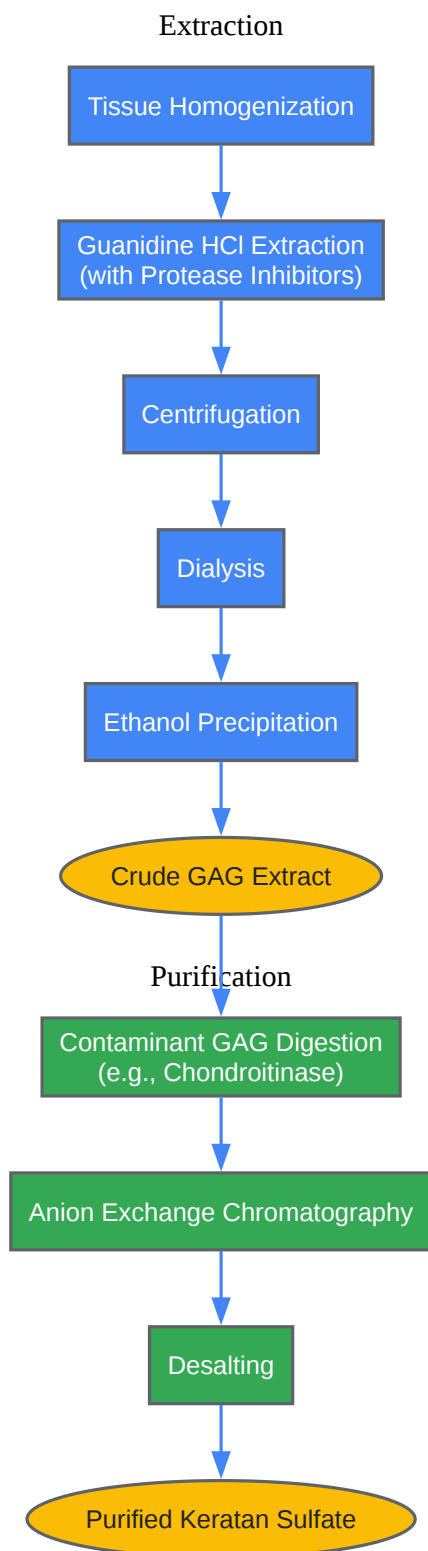 Extraction
Tissue Homogenization
Guanidine HCl Extraction
(with Protease Inhibitors)
Centrifugation
Dialysis
Ethanol Precipitation
Crude GAG Extract
Purification
Contaminant GAG Digestion
(e.g., Chondroitinase)
Anion Exchange Chromatography
Desalting
Purified Keratan Sulfate